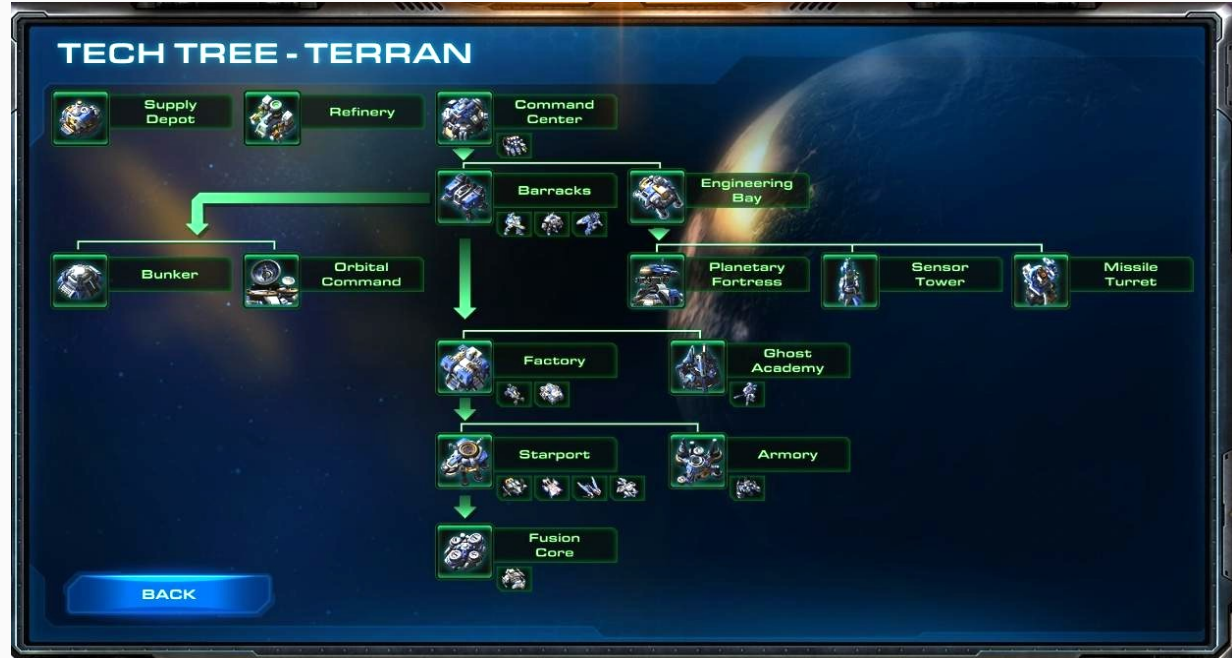 TECH TREE - TERRAN
Supply
Depot
Refinery
Command
Center
Barracks
Engineering
Bay
Bunker
Orbital
Command
Planetary
Fortress
Sensor
Tower
Missile
Turret
Factory
Ghost
Academy
Starport
Armory
Fusion
Core
BACK